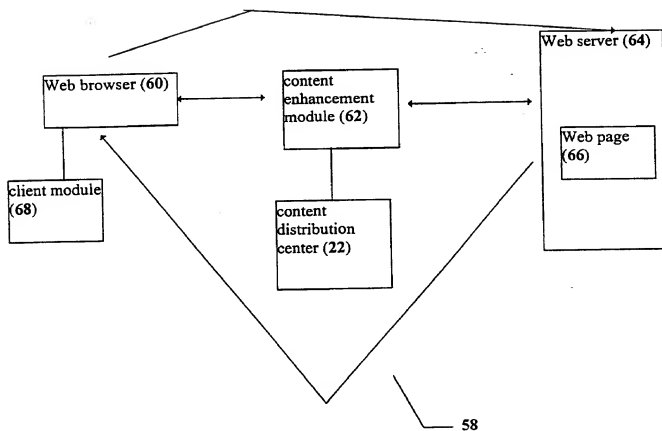 Web server (64)
Web browser (60)
content
enhancement
module (62)
Web page
(66)
client module
(68)
content
distribution
center (22)
58